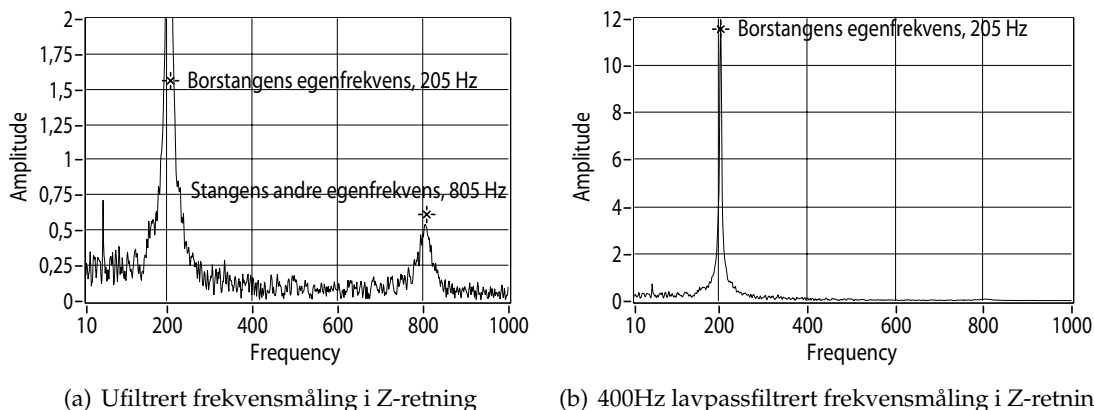 2
1,75
1,5
1,25
1
0,75
0,5
0,25
0
Amplitude
Borstangens egenfrekvens, 205 Hz
Stangens andre egenfrekvens, 805 Hz
10 200 400 600 800 1000
Frequency
(a) Ufiltrert frekvensmåling i Z-retning
12
10
8
6
4
2
0
Amplitude
Borstangens egenfrekvens, 205 Hz
10 200 400 600 800 1000
Frequency
(b) 400Hz lavpassfiltrert frekvensmåling i Z-retnin